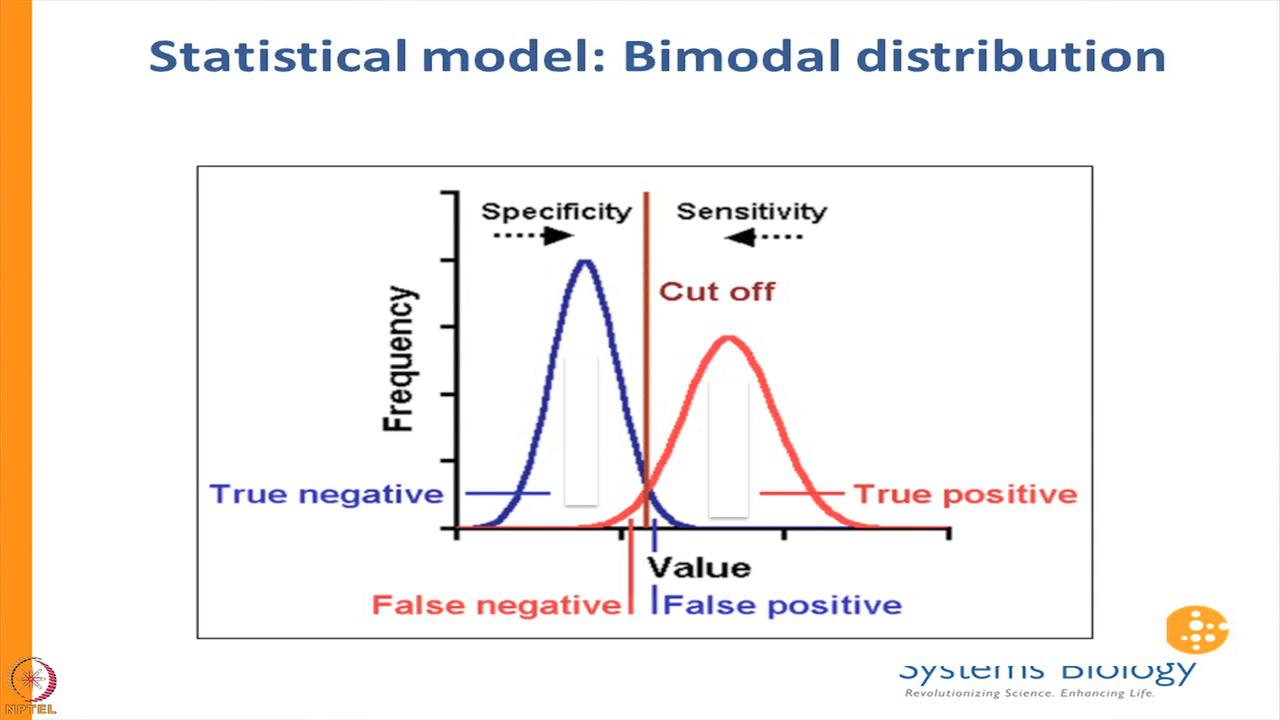 Statistical model: Bimodal distribution
Specificity
Sensitivity
Cut off
Frequency
True negative
True positive
Value
False negative
False positive
Systems Biology
Revolutionizing Science. Enhancing Life.
NPTEL